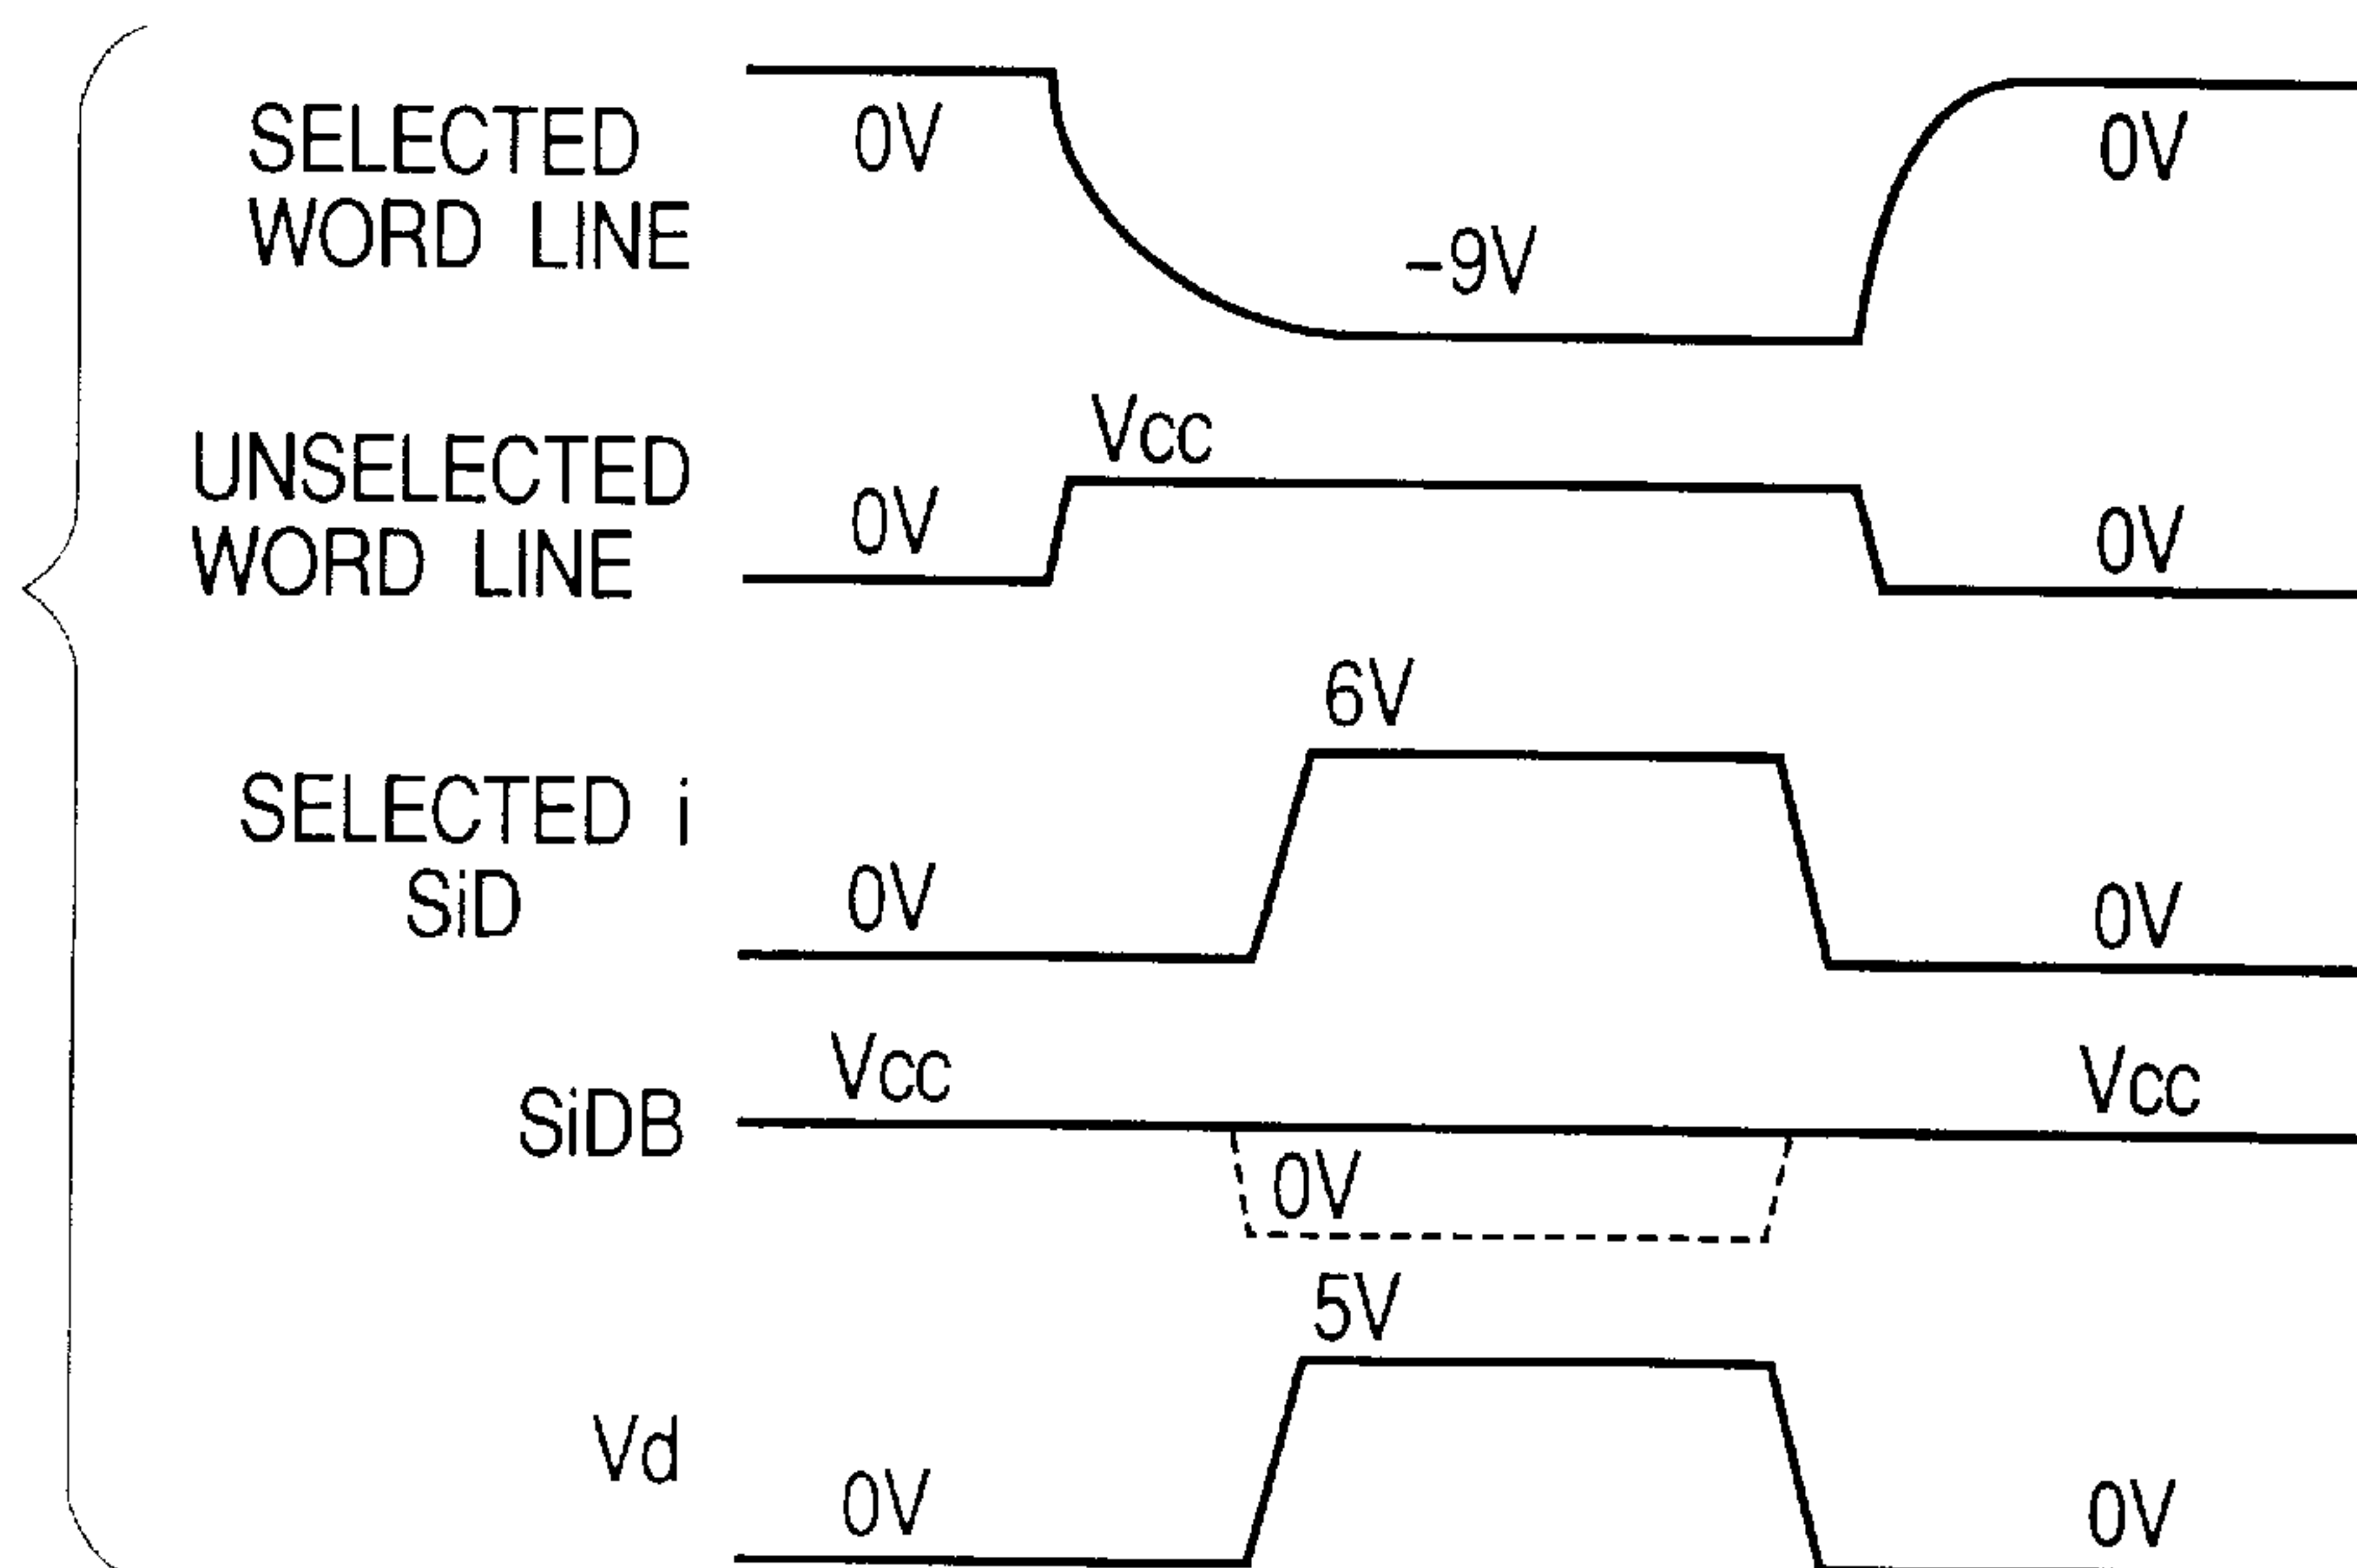 SELECTED
WORD LINE
0V
-9V
0V
UNSELECTED
WORD LINE
0V
Vcc
0V
SELECTED i
SiD
0V
6V
0V
SiDB
Vcc
0V
Vcc
Vd
0V
5V
0V